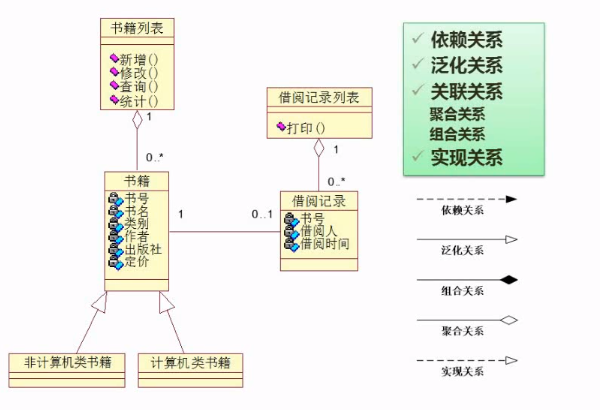 书籍列表
新增()
修改()
查询()
统计()
1
0..*
书籍
书号
书名
类别
作者
出版社
定价
1
0..1
借阅记录列表
打印()
1
0..*
借阅记录
书号
借阅人
借阅时间
非计算机类书籍
计算机类书籍
依赖关系
泛化关系
关联关系
聚合关系
组合关系
实现关系
依赖关系
泛化关系
组合关系
聚合关系
实现关系